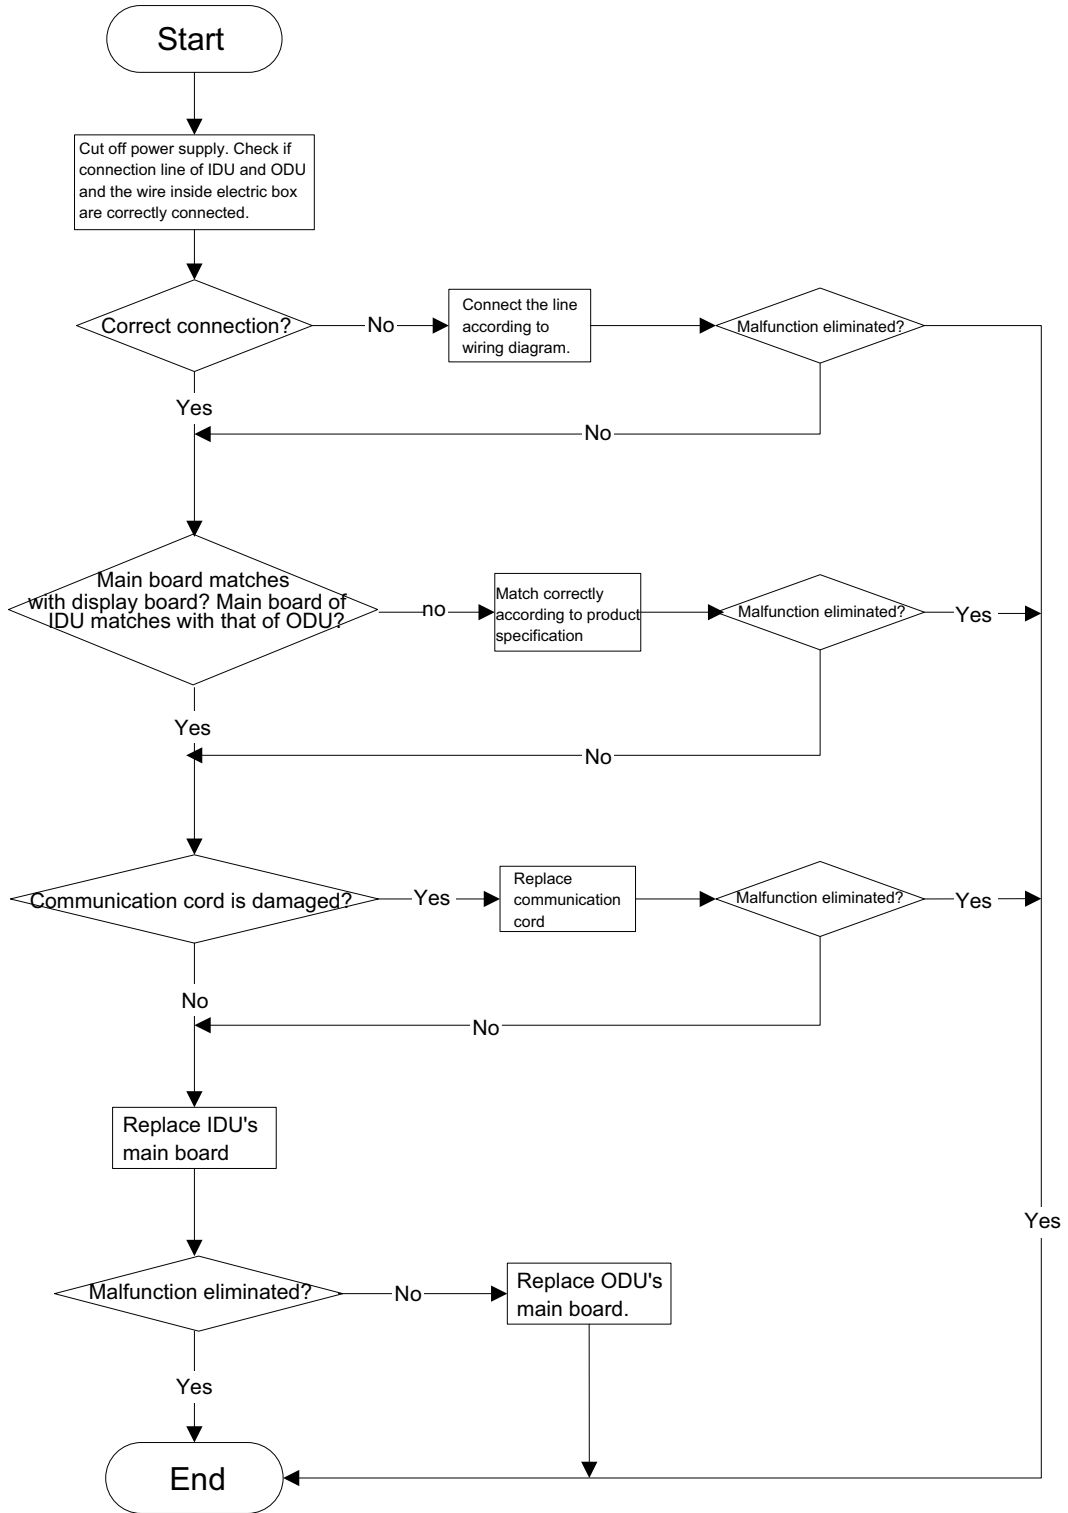 Start
Cut off power supply. Check if
connection line of IDU and ODU
and the wire inside electric box
are correctly connected.
Correct connection?
No
Connect the line
according to
wiring diagram.
Malfunction eliminated?
Yes
No
Main board matches
with display board? Main board of
IDU matches with that of ODU?
no
Match correctly
according to product
specification
Malfunction eliminated?
Yes
Yes
No
Communication cord is damaged?
Yes
Replace
communication
cord
Malfunction eliminated?
Yes
No
No
Replace IDU's
main board
Yes
Malfunction eliminated?
No
Replace ODU's
main board.
Yes
End